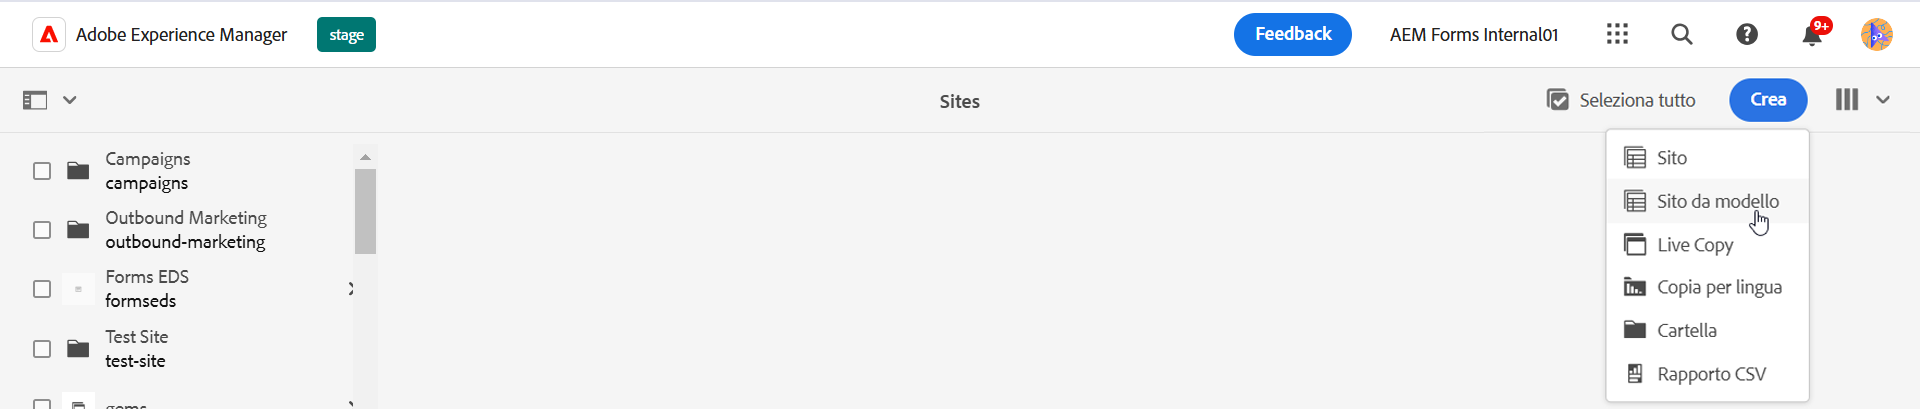 Adobe Experience Manager
stage
Feedback
AEM Forms Internal01
9+
Sites
Seleziona tutto
Crea
Campaigns
campaigns
Outbound Marketing
outbound-marketing
Forms EDS
formseds
Test Site
test-site
Sito
Sito da modello
Live Copy
Copia per lingua
Cartella
Rapporto CSV